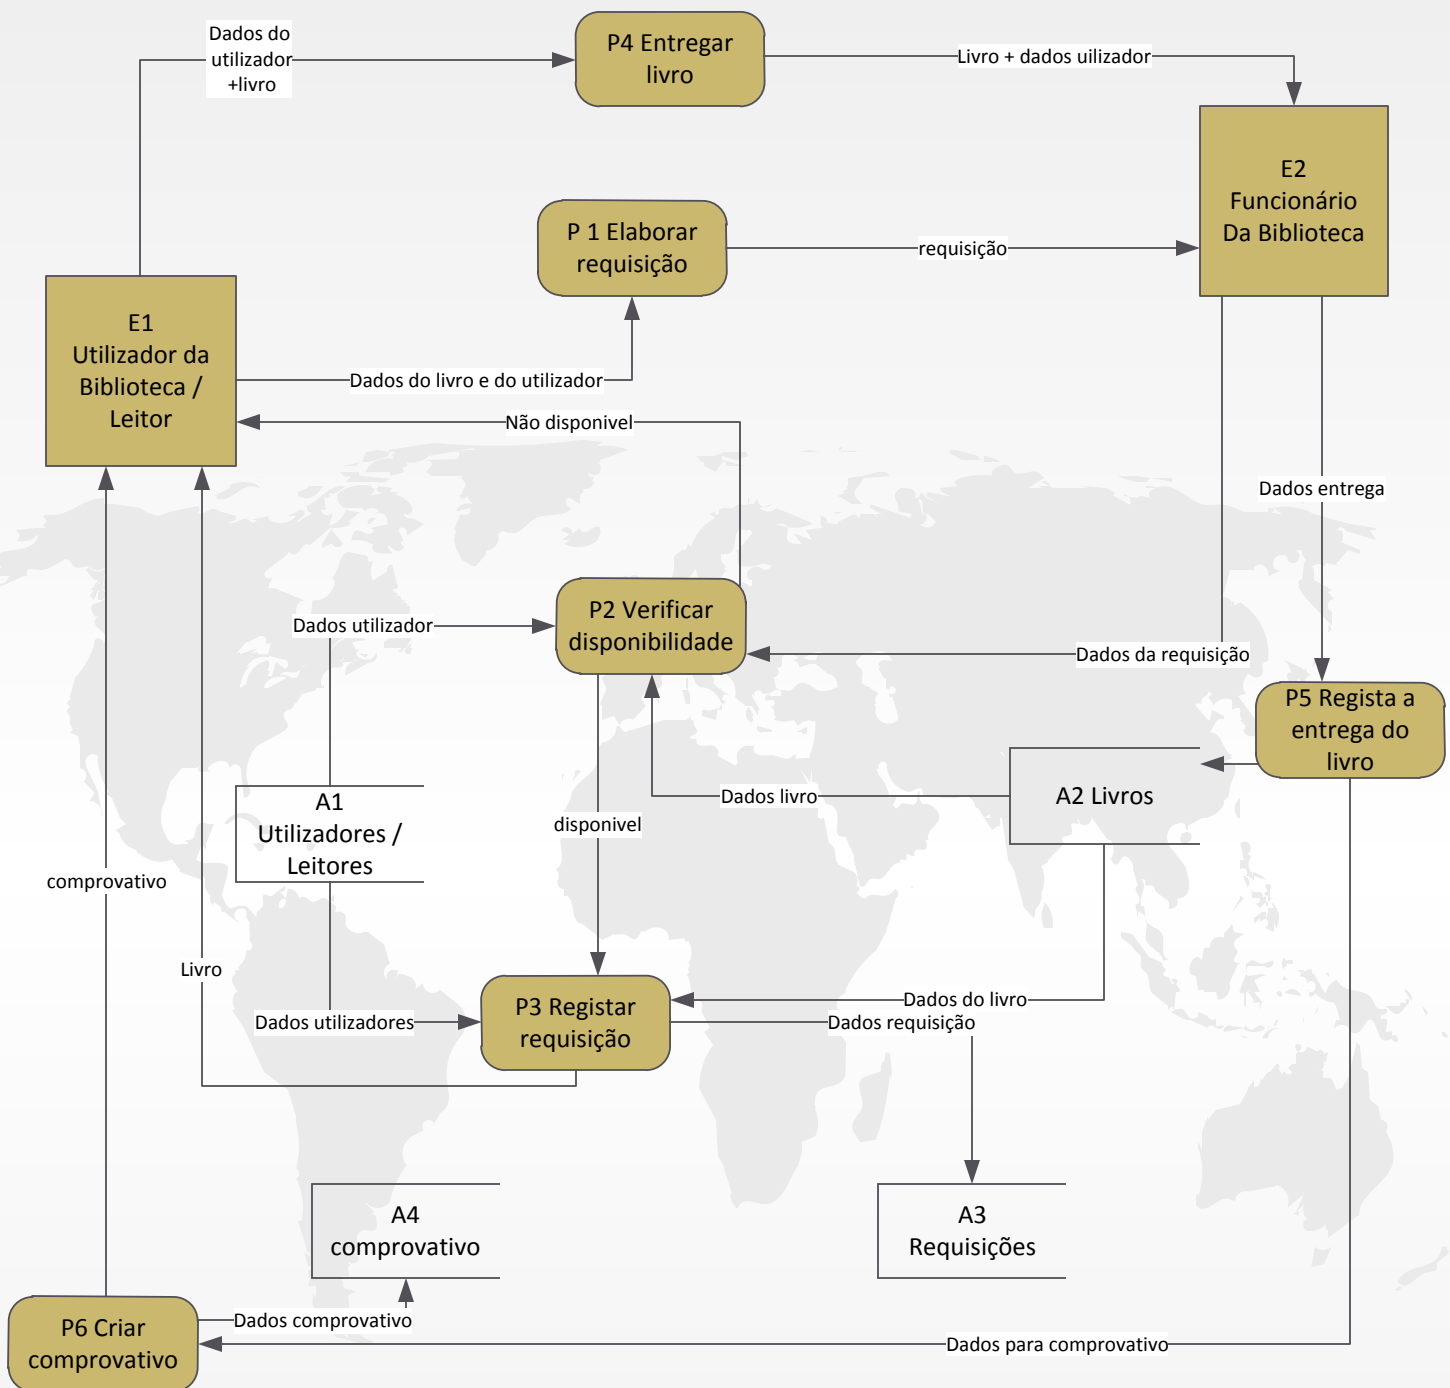 Dados do
utilizador
+livro
P4 Entregar
livro
Livro + dados uilizador
E2
Funcionário
Da Biblioteca
P 1 Elaborar
requisição
requisição
E1
Utilizador da
Biblioteca /
Leitor
Dados do livro e do utilizador
Não disponivel
Dados entrega
P2 Verificar
disponibilidade
Dados utilizador
Dados da requisição
P5 Regista a
entrega do
livro
A1
Utilizadores /
Leitores
Dados livro
A2 Livros
disponivel
comprovativo
Livro
P3 Registar
requisição
Dados do livro
Dados utilizadores
Dados requisição
A4
comprovativo
A3
Requisições
P6 Criar
comprovativo
Dados comprovativo
Dados para comprovativo